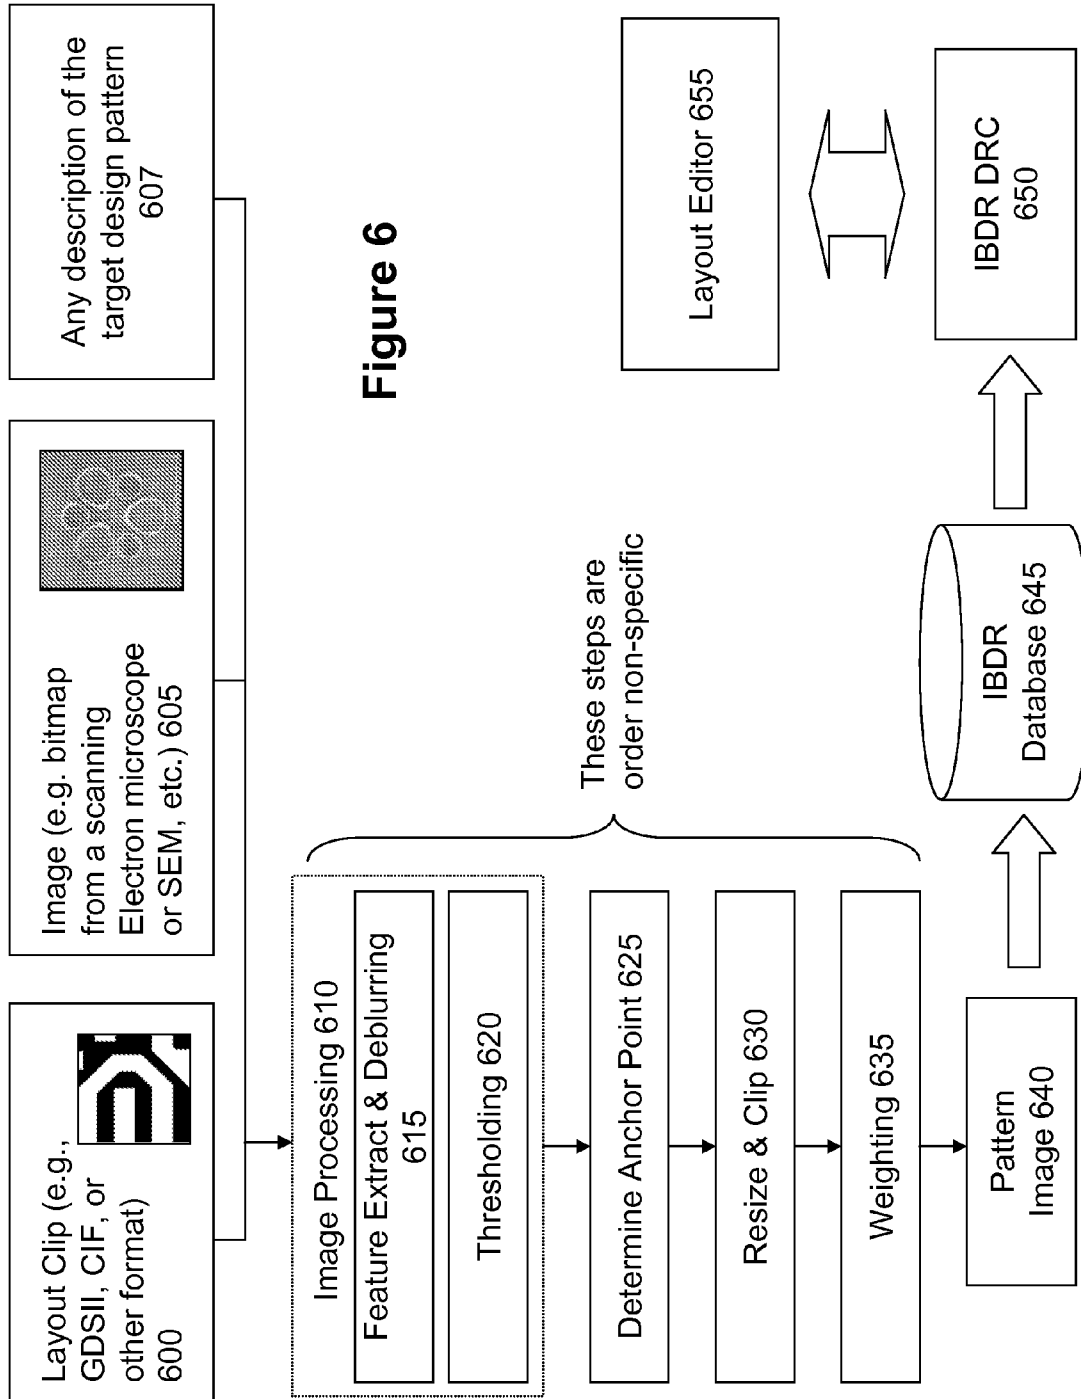 Layout Clip (e.g.,
GDSII, CIF, or
other format)
600
Image (e.g. bitmap
from a scanning
Electron microscope
or SEM, etc.) 605
Any description of the
target design pattern
607
Image Processing 610
Feature Extract & Deblurring
615
Thresholding 620
Determine Anchor Point 625
Resize & Clip 630
Weighting 635
These steps are
order non-specific
Figure 6
Pattern
Image 640
IBDR
Database 645
IBDR DRC
650
Layout Editor 655